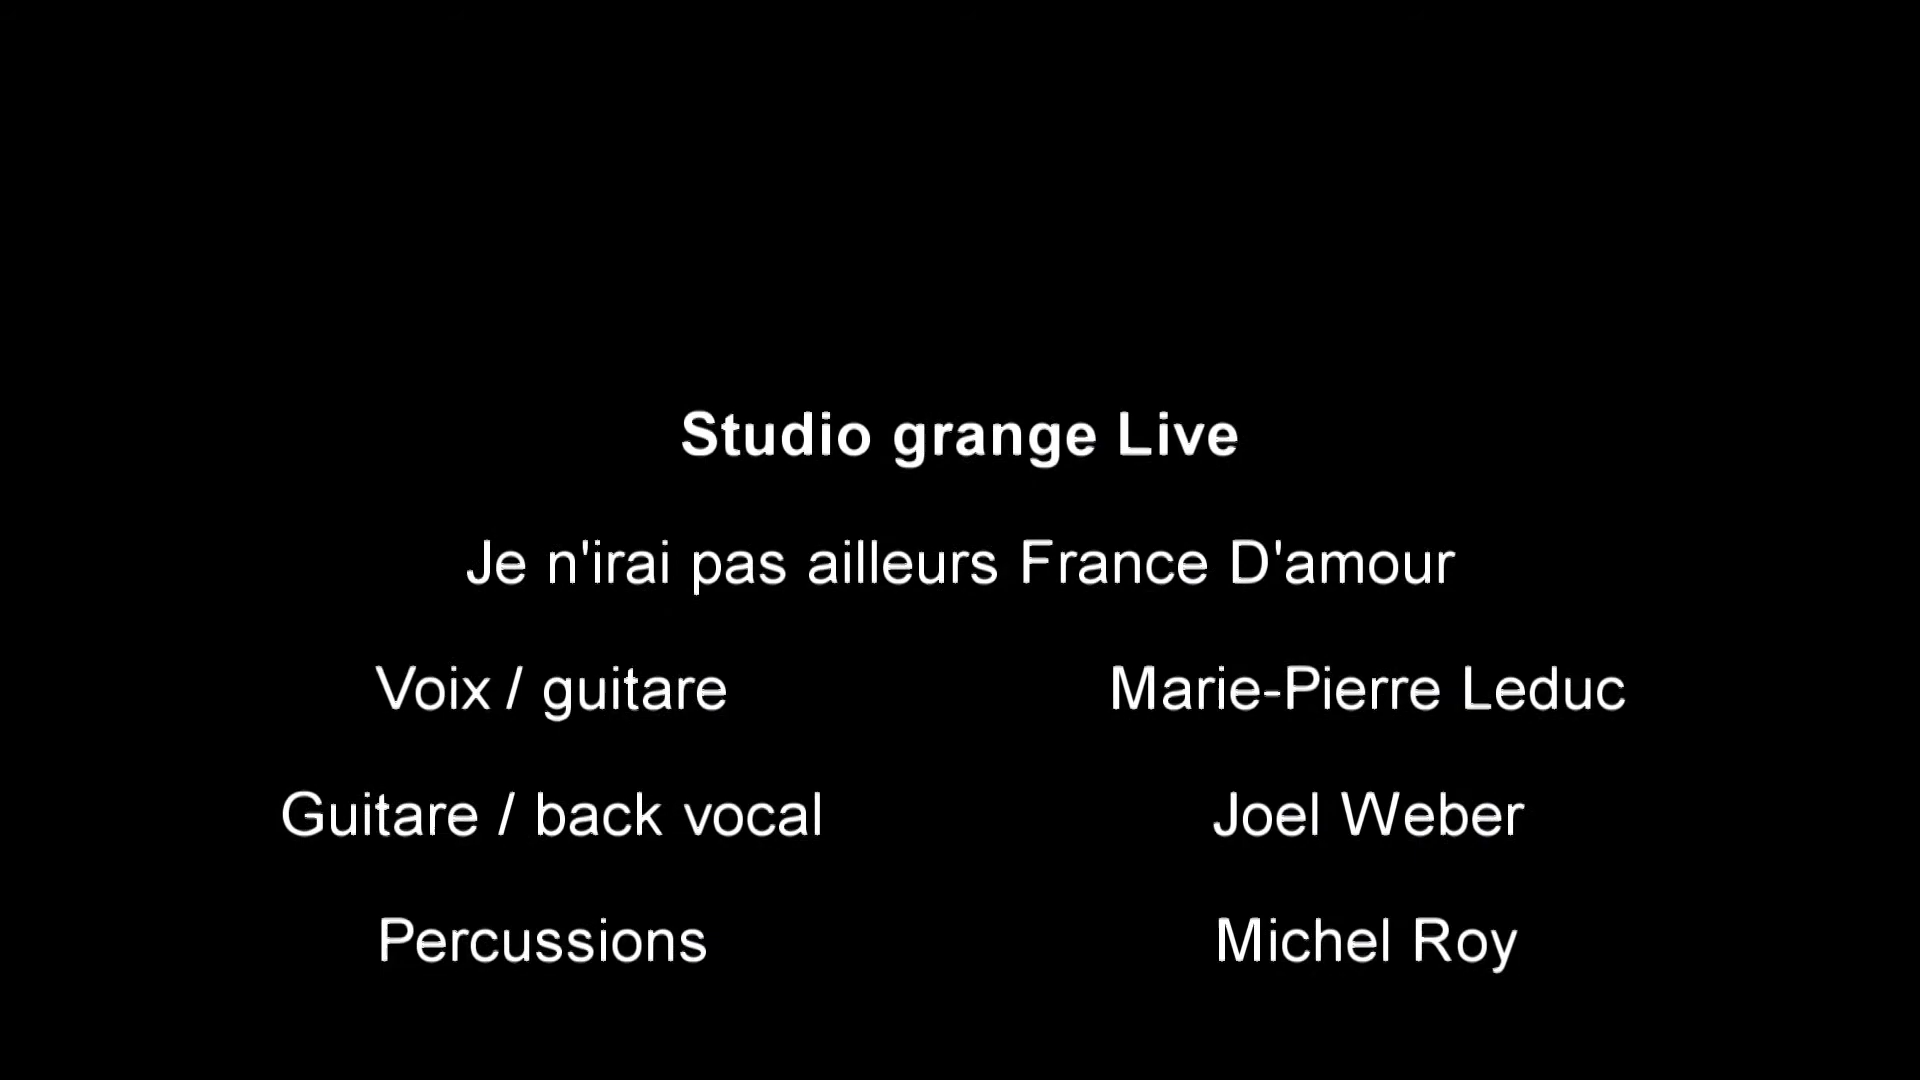 Studio grange Live
Je n'irai pas ailleurs France D'amour
Voix / guitare Marie-Pierre Leduc
Guitare / back vocal Joel Weber
Percussions Michel Roy